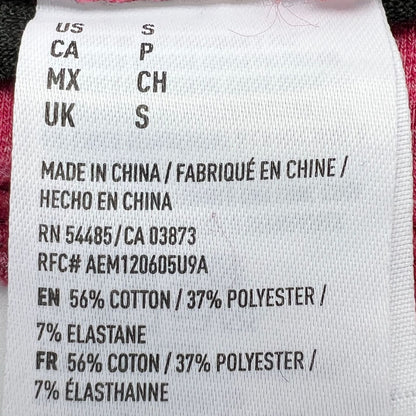 US S
CA P
MX CH
UK S
MADE IN CHINA / FABRIQUÉ EN CHINE /
HECHO EN CHINA
RN 54485/CA 03873
RFC# AEM120605U9A
EN 56% COTTON / 37% POLYESTER /
7% ELASTANE
FR 56% COTON / 37% POLYESTER /
7% ÉLASTHANNE